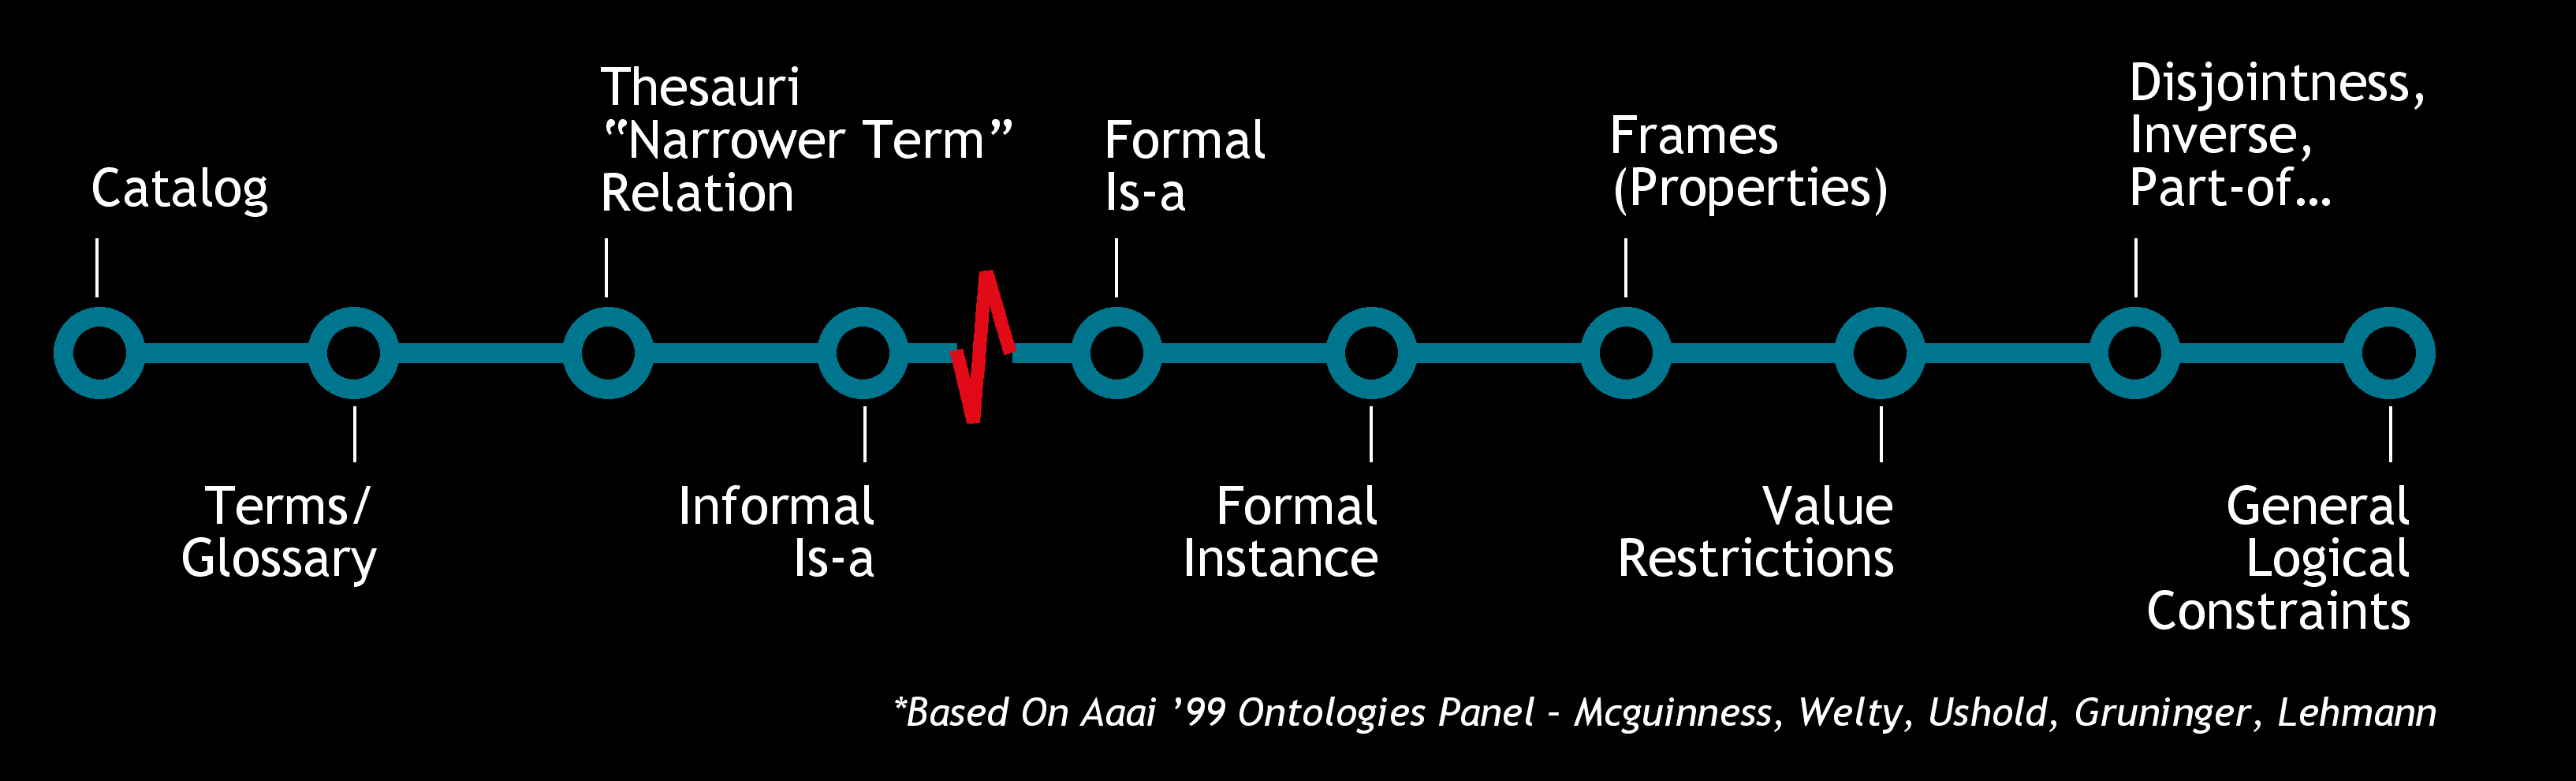 Catalog
Terms/
Glossary
Thesauri
“Narrower Term”
Relation
Informal
Is-a
Formal
Is-a
Formal
Instance
Frames
(Properties)
Value
Restrictions
Disjointness,
Inverse,
Part-of…
General
Logical
Constraints
*Based On Aaai ’99 Ontologies Panel – Mcguinness, Welty, Ushold, Gruninger, Lehmann